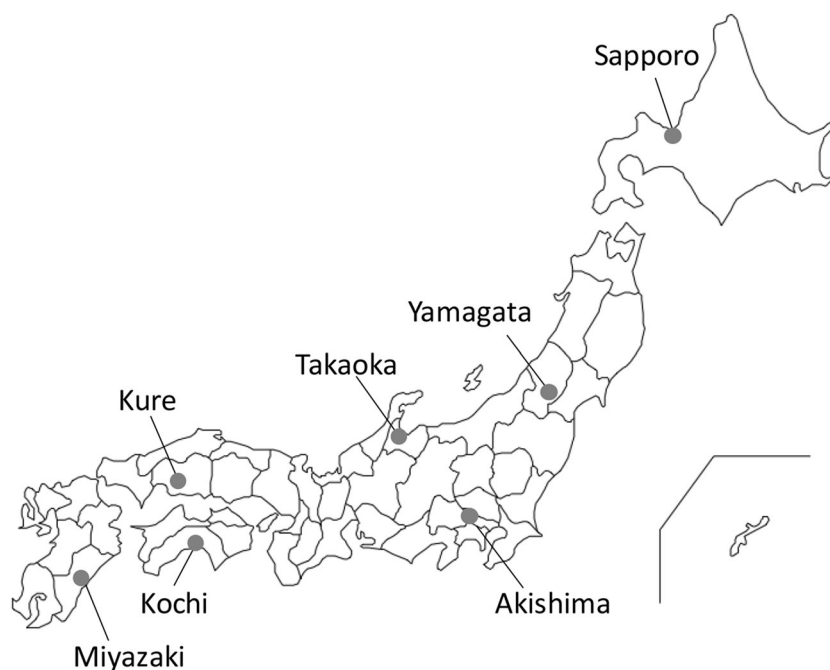 Sapporo
Yamagata
Takaoka
Kure
Kochi
Akishima
Miyazaki